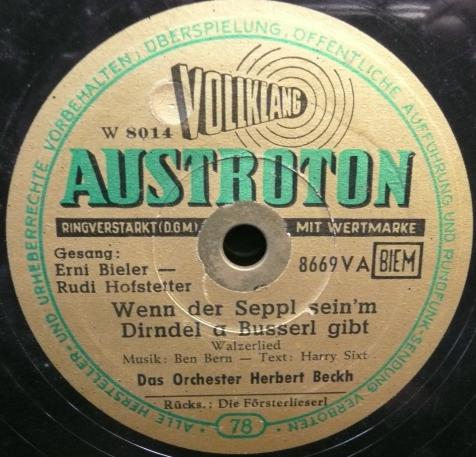 ALLE HERSTELLER- UND URHEBERRECHTE VORBEHALTEN, ÜBERSPIELUNG, ÖFFENTLICHE AUFFÜHRUNG UND RUNDFUNK-SENDUNG VERBOTEN •
VOLLKLANG
W 8014
AUSTROTON
RINGVERSTÄRKT (D.G.M) MIT WERTMARKE
Gesang:
Erni Bieler —
Rudi Hofstetter
8669 V A BIEM
Wenn der Seppl sein'm
Dirndel a Busserl gibt
Walzerlied
Musik: Ben Bern — Text: Harry Sixt
Das Orchester Herbert Beckh
Rücks.: Die Försterlieserl
78